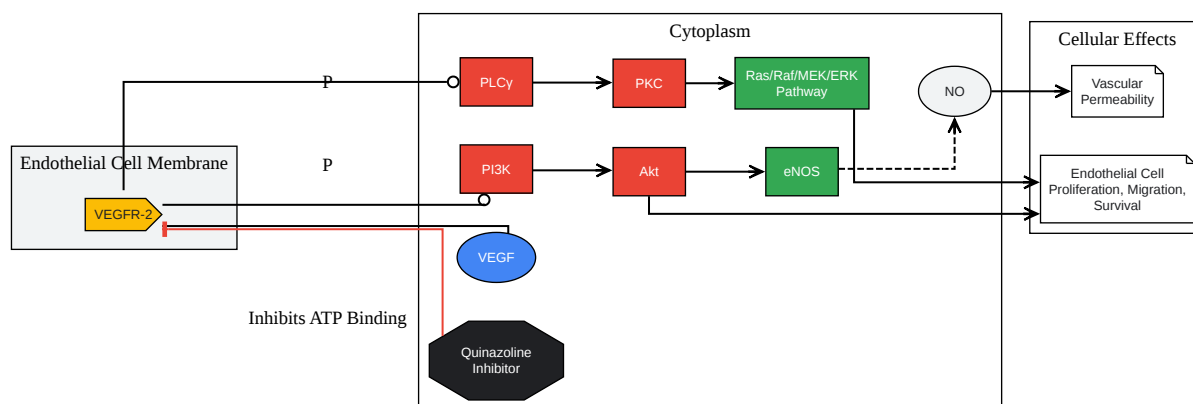 Cytoplasm
Cellular Effects
PLCγ
PKC
Ras/Raf/MEK/ERK
Pathway
NO
Vascular
Permeability
P
Endothelial Cell Membrane
P
PI3K
Akt
eNOS
Endothelial Cell
Proliferation, Migration,
Survival
VEGFR-2
VEGF
Inhibits ATP Binding
Quinazoline
Inhibitor